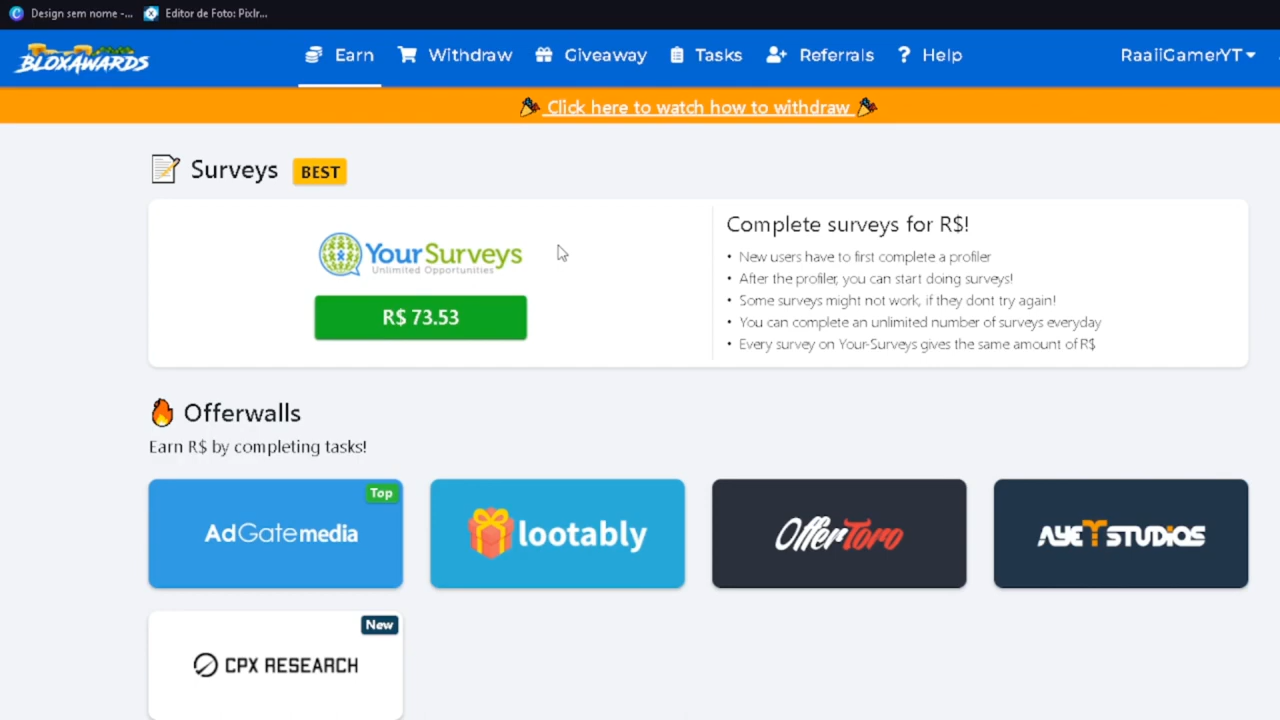 Design sem nome -...
Editor de Foto: Pixlr...
BLOXAWARDS
Earn
Withdraw
Giveaway
Tasks
Referrals
? Help
RaaiiGamerYT
Click here to watch how to withdraw
Surveys
BEST
YourSurveys
Unlimited Opportunities
R$ 73.53
Complete surveys for R$!
• New users have to first complete a profiler
• After the profiler, you can start doing surveys!
• Some surveys might not work, if they dont try again!
• You can complete an unlimited number of surveys everyday
• Every survey on Your-Surveys gives the same amount of R$
Offerwalls
Earn R$ by completing tasks!
Top
AdGatemedia
lootably
OfferToro
AYET STUDIOS
New
CPX RESEARCH